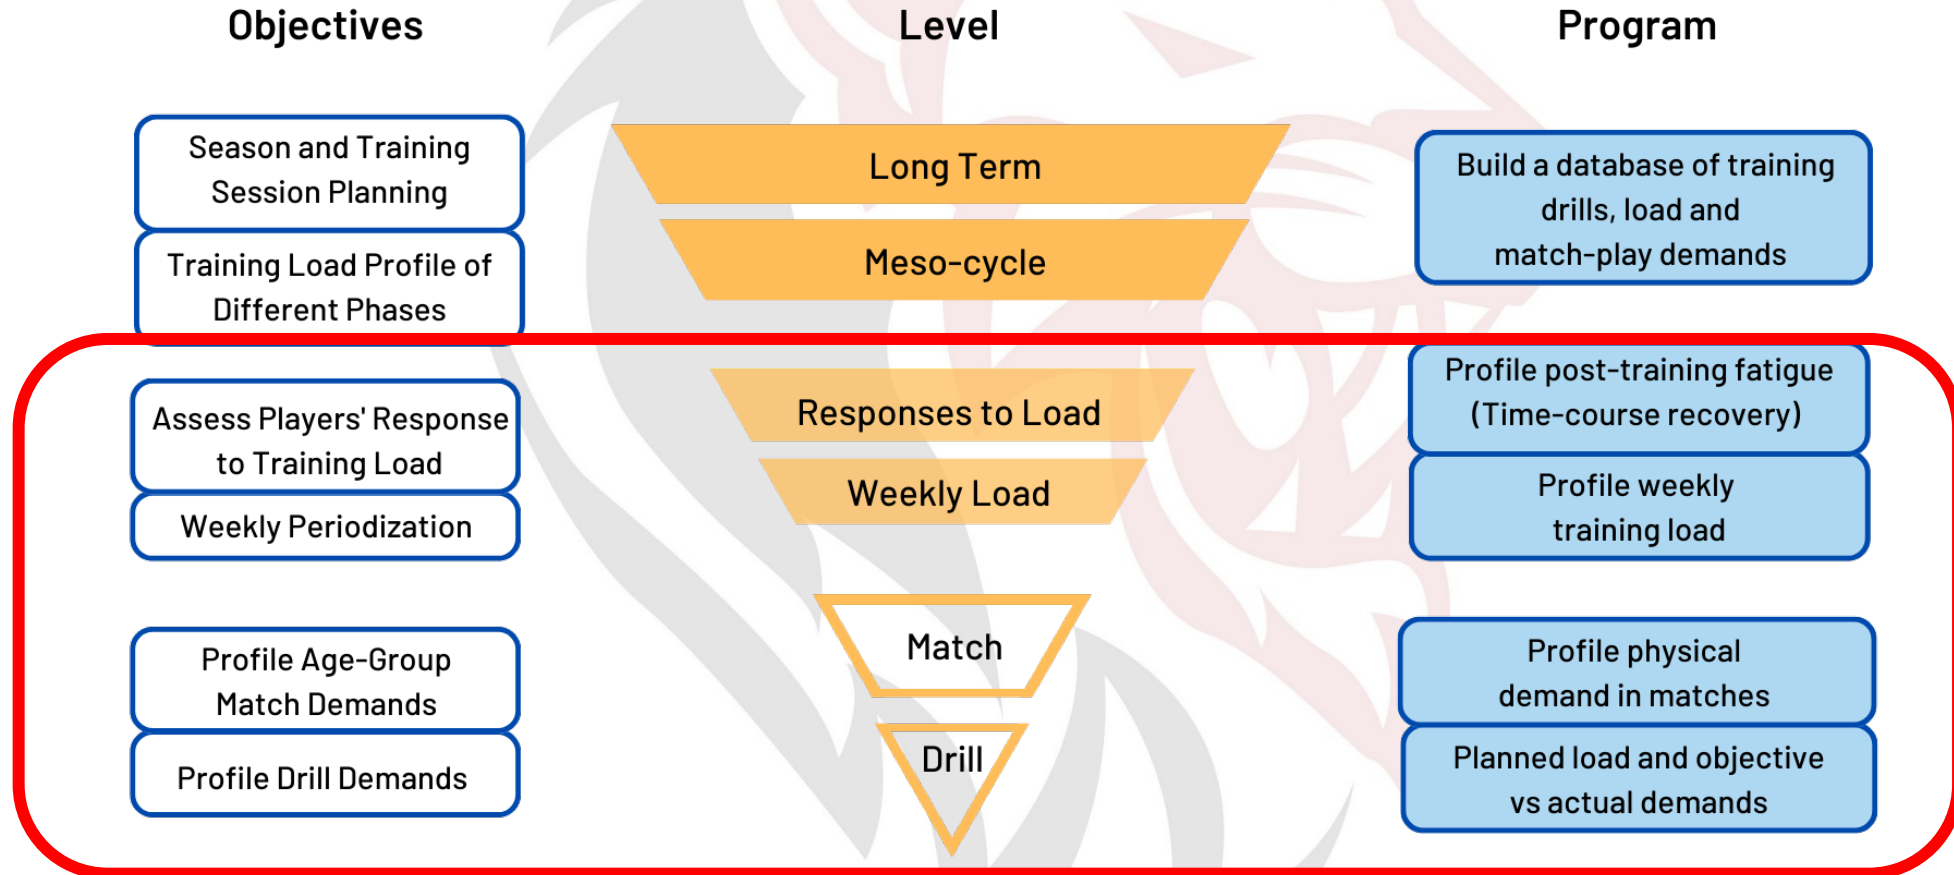 Objectives
Level
Program
Season and Training
Session Planning
Long Term
Build a database of training
drills, load and
match-play demands
Training Load Profile of
Different Phases
Meso-cycle
Assess Players' Response
to Training Load
Responses to Load
Profile post-training fatigue
(Time-course recovery)
Weekly Periodization
Weekly Load
Profile weekly
training load
Profile Age-Group
Match Demands
Match
Profile physical
demand in matches
Profile Drill Demands
Drill
Planned load and objective
vs actual demands